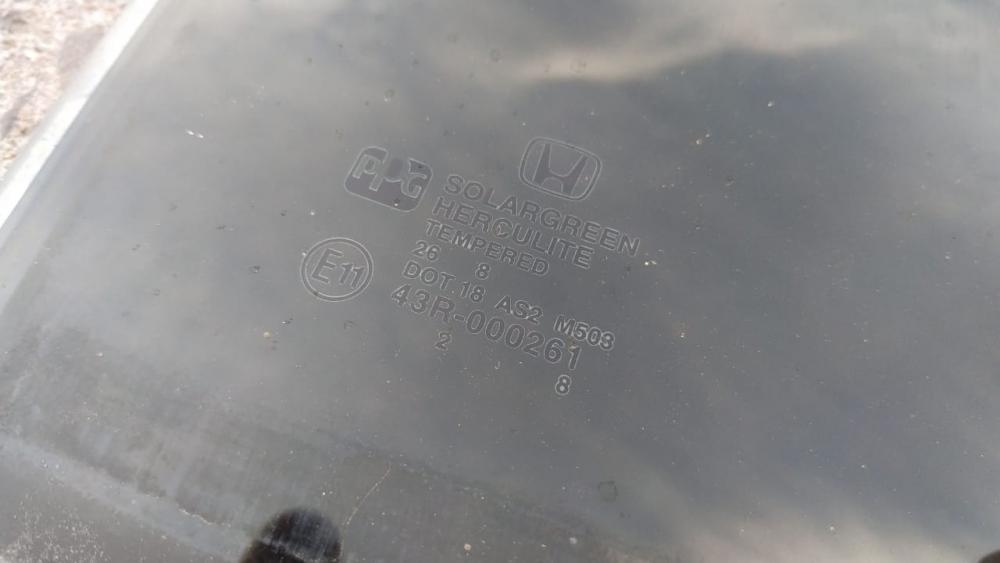 PPG
SOLARGREEN
HERCULITE
TEMPERED
26 8
E11
DOT.18 AS2 M503
43R-000261
2
8